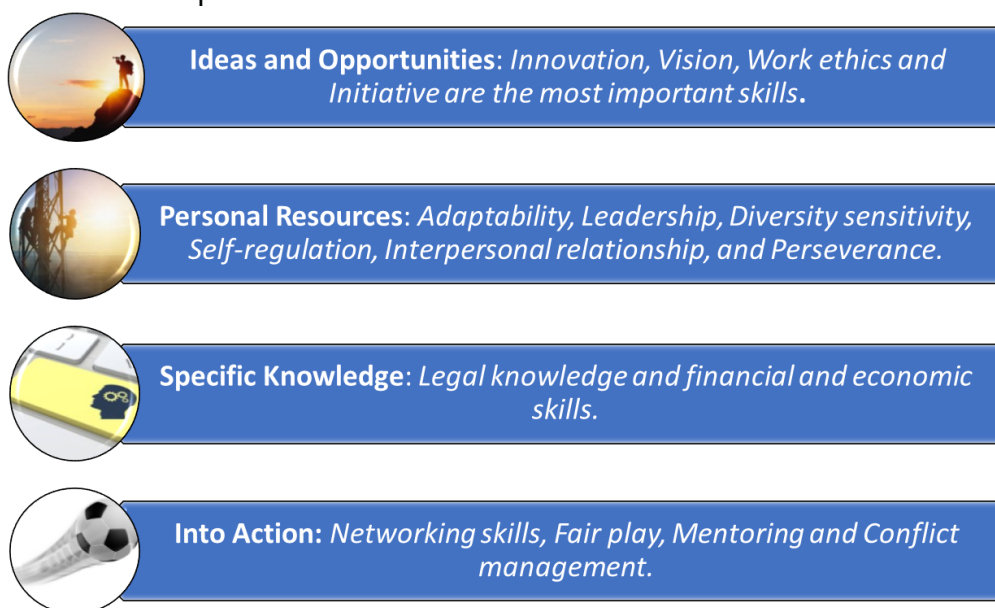 Ideas and Opportunities: Innovation, Vision, Work ethics and
Initiative are the most important skills.
Personal Resources: Adaptability, Leadership, Diversity sensitivity,
Self-regulation, Interpersonal relationship, and Perseverance.
Specific Knowledge: Legal knowledge and financial and economic
skills.
Into Action: Networking skills, Fair play, Mentoring and Conflict
management.